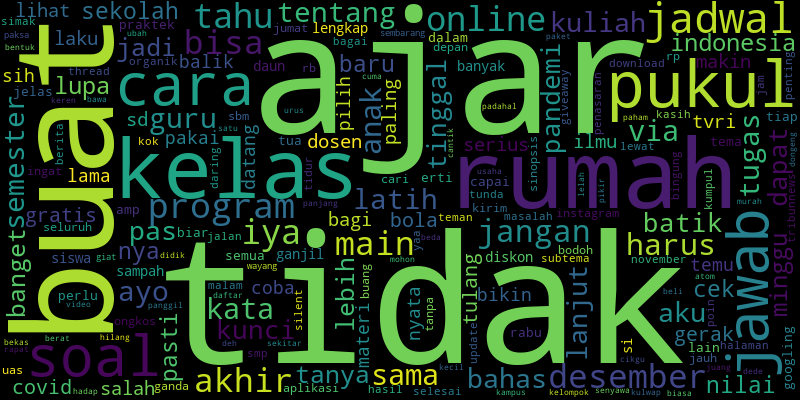 lihat sekolah tahu tentang online kuliah jadwal
simak praktek jumat lengkap
paksa laku jadi bisa bagai dalam depan paket indonesia
bentuk ubah sembarang
thread organik balik daun rb baru banyak download rp makin
sih cara ajar pukul
jelas lupa pilih paling tinggal pandemi giveaway penasaran jam penting
keren bawa cuma urus padahal kasih
buat semester sd guru sbm anak dosen serius ilmu via tvri tiap
berita pakai kok satu tua cantik paham lewat tema
lama kelas daring datang tidur cari erti sinopsis rumah bingung tugas dongeng
ingat usaha capai lelah pikir kumpul tribunnews
banget gratis amp program panjang latih tunda kirim instagram dapat murah
seluruh pas biar jalan iya bagi bola teman masalah batik
siswa nya didik semua ganjil main yaa beda jangan bodoh harus minggu
giat sampah wayang mohon tulang diskon subtema temu november
perlu ayo malam coba lebih buang nyata tanpa bikin lanjut aku cek atom jawab
video panggil daftar silent materi poin beli
ongkos kata tidak
bekas soal hilang kunci update rabu si gerak lain halaman
rapat berat pasti deh sekitar jauh cikgu googling
uas smp tanya sama kecil bahas desember juang dede
covid salah akhir aplikasi hasil selesai kelompok senyawa nilai
hadap ganda kampus kulwap biasa